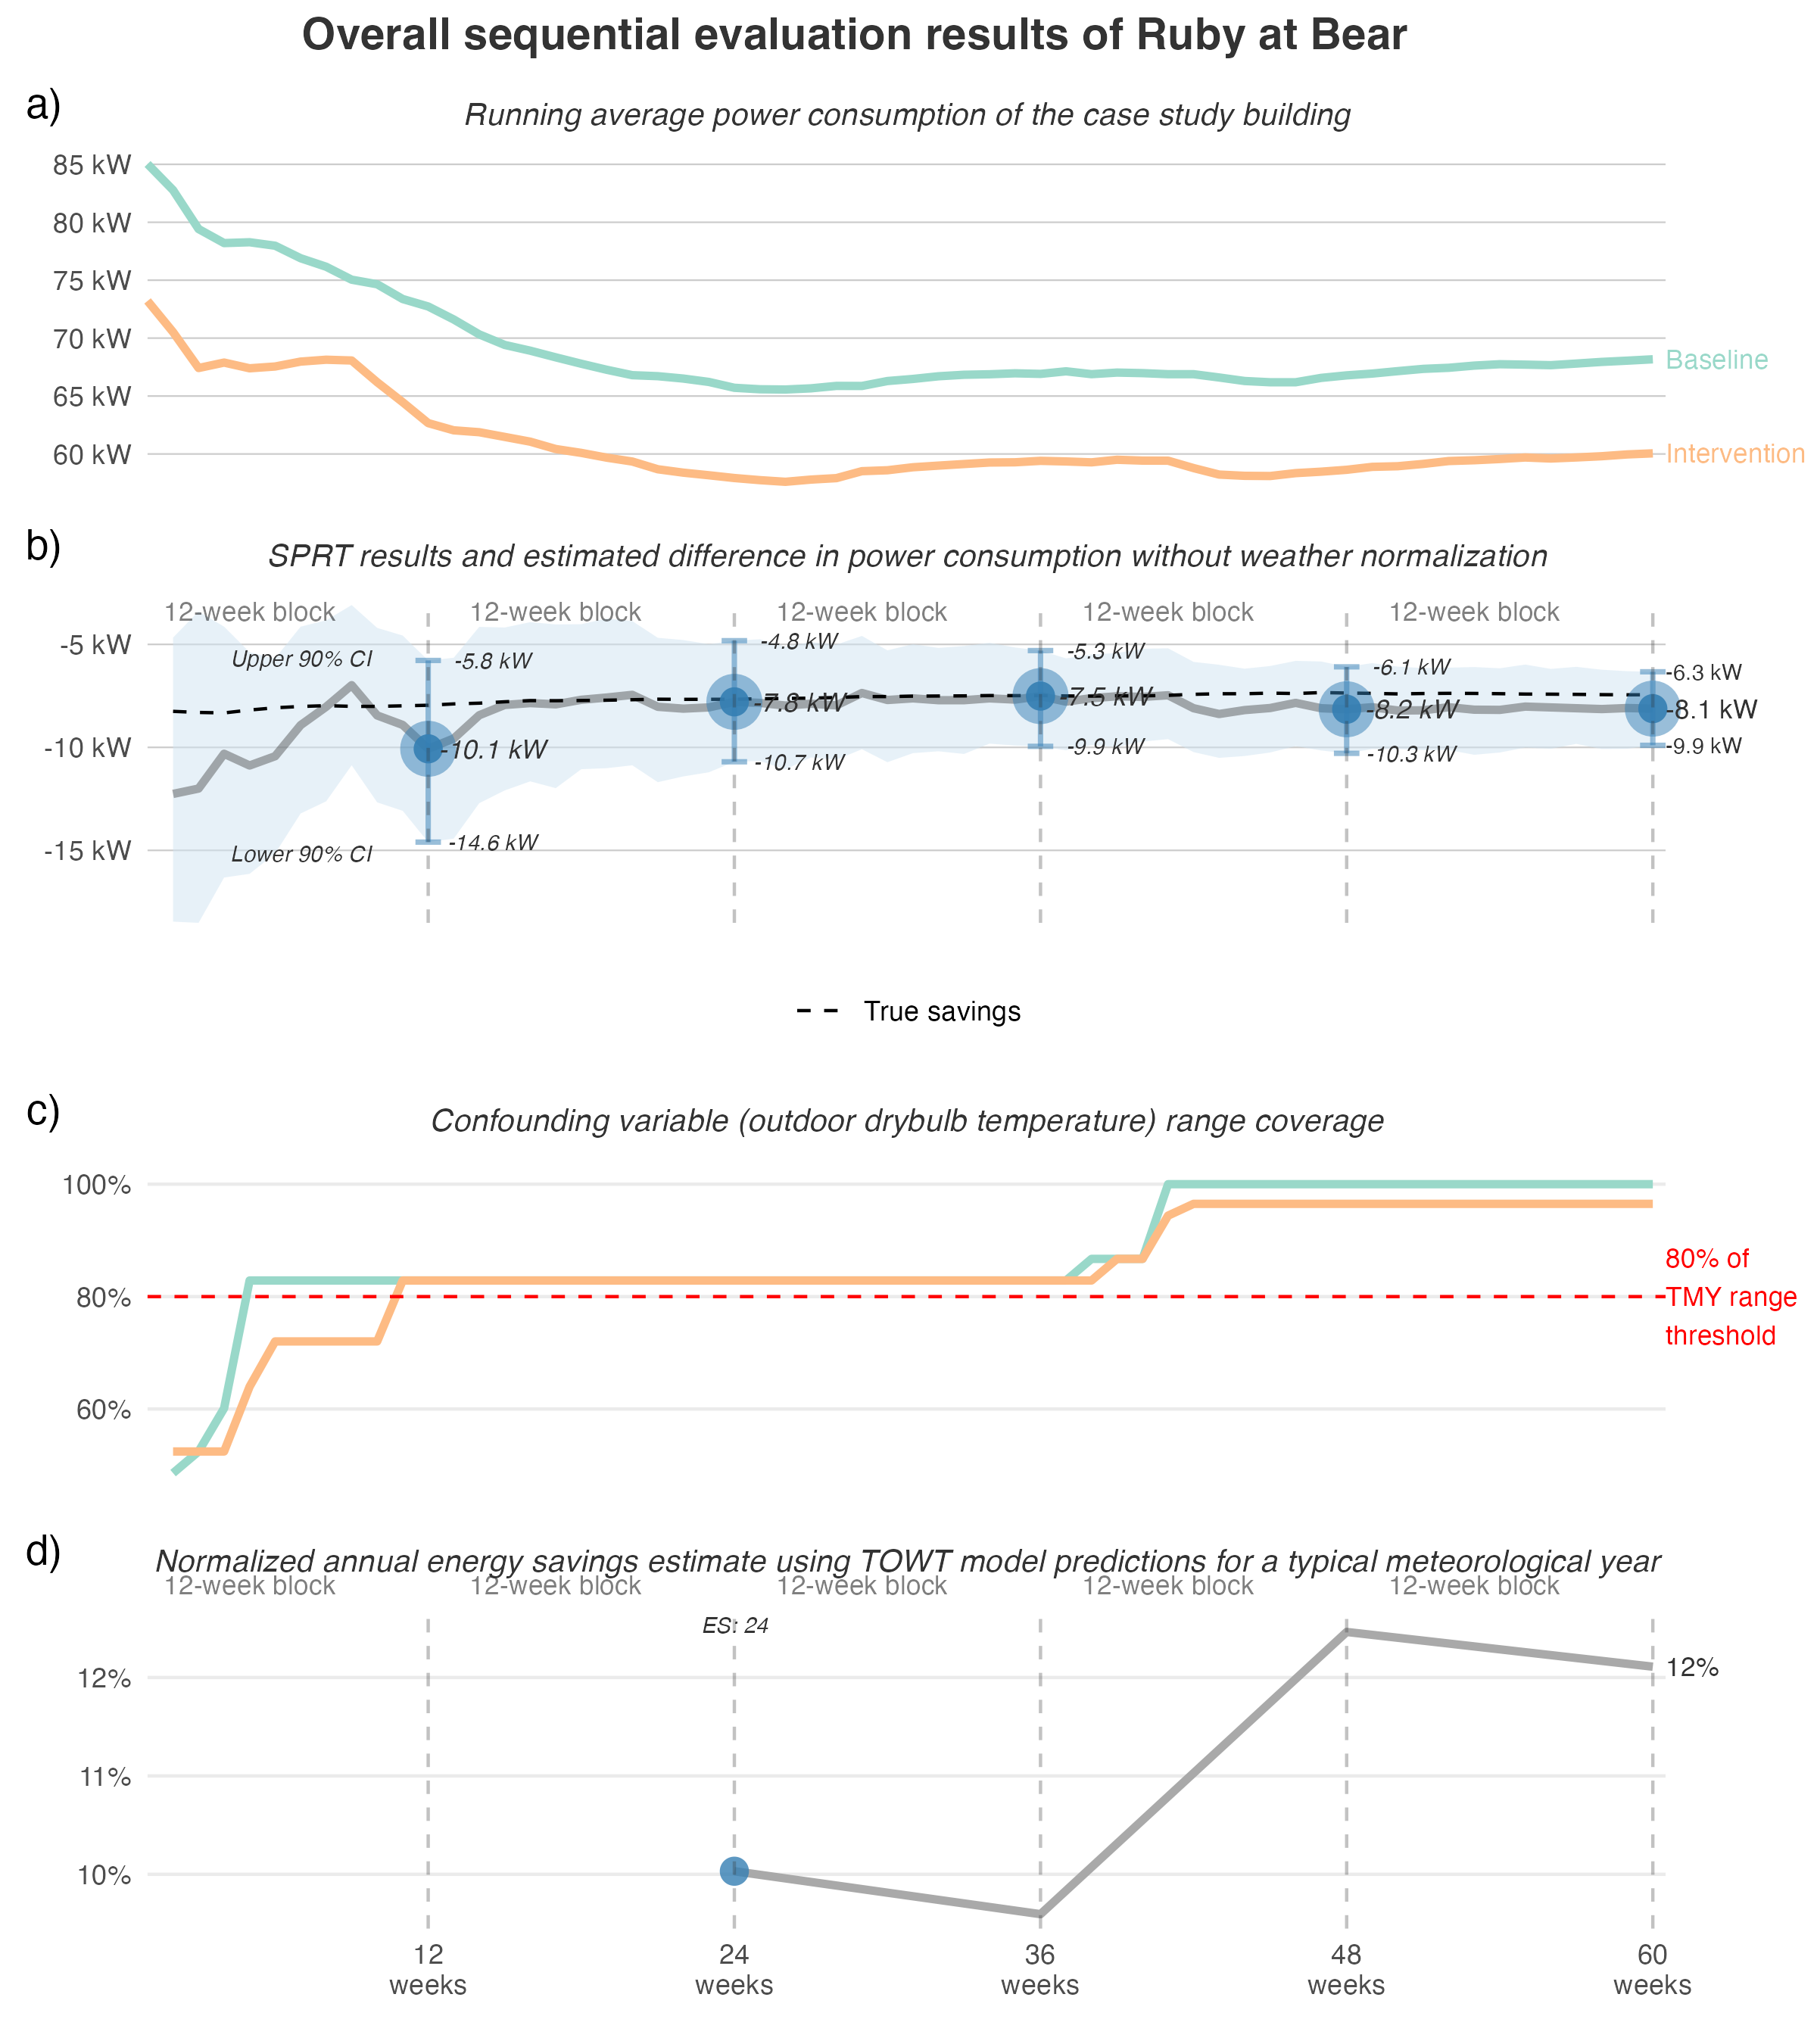 Overall sequential evaluation results of Ruby at Bear
a)
Running average power consumption of the case study building
85 kW
80 kW
75 kW
70 kW
65 kW
60 kW
Baseline
Intervention
b)
SPRT results and estimated difference in power consumption without weather normalization
12-week block
12-week block
12-week block
12-week block
12-week block
-5 kW
-10 kW
-15 kW
Upper 90% CI
Lower 90% CI
-5.8 kW
-10.1 kW
-14.6 kW
-4.8 kW
-7.8 kW
-10.7 kW
-5.3 kW
-7.5 kW
-9.9 kW
-6.1 kW
-8.2 kW
-10.3 kW
-6.3 kW
-8.1 kW
-9.9 kW
True savings
c)
Confounding variable (outdoor drybulb temperature) range coverage
100%
80%
60%
80% of
TMY range
threshold
d)
Normalized annual energy savings estimate using TOWT model predictions for a typical meteorological year
12-week block
12-week block
12-week block
12-week block
12-week block
ES: 24
12%
11%
10%
12%
12
weeks
24
weeks
36
weeks
48
weeks
60
weeks